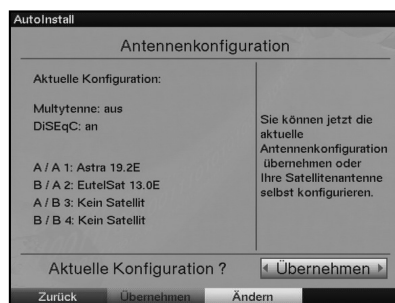 AutoInstall
Antennenkonfiguration
Aktuelle Konfiguration:
Multytenne: aus
DiSEqC: an
A / A 1: Astra 19.2E
B / A 2: EutelSat 13.0E
A / B 3: Kein Satellit
B / B 4: Kein Satellit
Sie können jetzt die
aktuelle
Antennenkonfiguration
übernehmen oder
Ihre Satellitenantenne
selbst konfigurieren.
Aktuelle Konfiguration ?
Übernehmen
Zurück Übernehmen Ändern